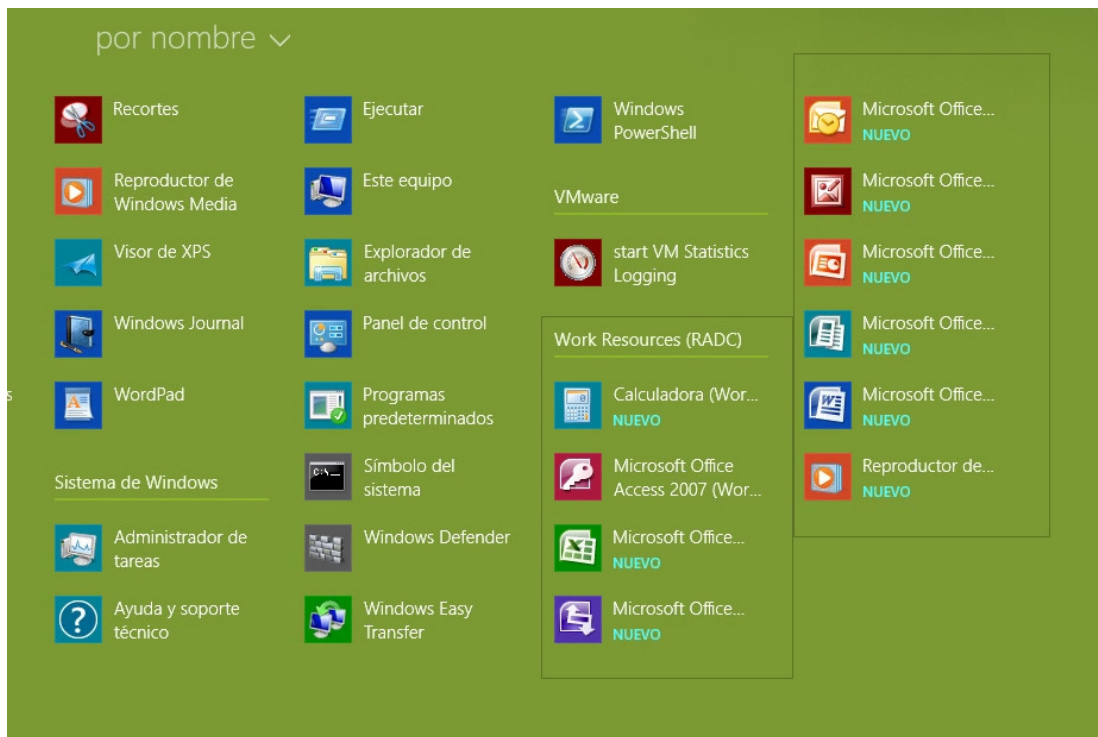 por nombre
Recortes
Reproductor de
Windows Media
Visor de XPS
Windows Journal
WordPad
Sistema de Windows
Administrador de
tareas
Ayuda y soporte
técnico
Ejecutar
Este equipo
Explorador de
archivos
Panel de control
Programas
predeterminados
Símbolo del
sistema
Windows Defender
Windows Easy
Transfer
Windows
PowerShell
VMware
start VM Statistics
Logging
Work Resources (RADC)
Calculadora (Wor...
NUEVO
Microsoft Office
Access 2007 (Wor...
Microsoft Office...
NUEVO
Microsoft Office...
NUEVO
Microsoft Office...
NUEVO
Microsoft Office...
NUEVO
Microsoft Office...
NUEVO
Microsoft Office...
NUEVO
Microsoft Office...
NUEVO
Reproductor de...
NUEVO